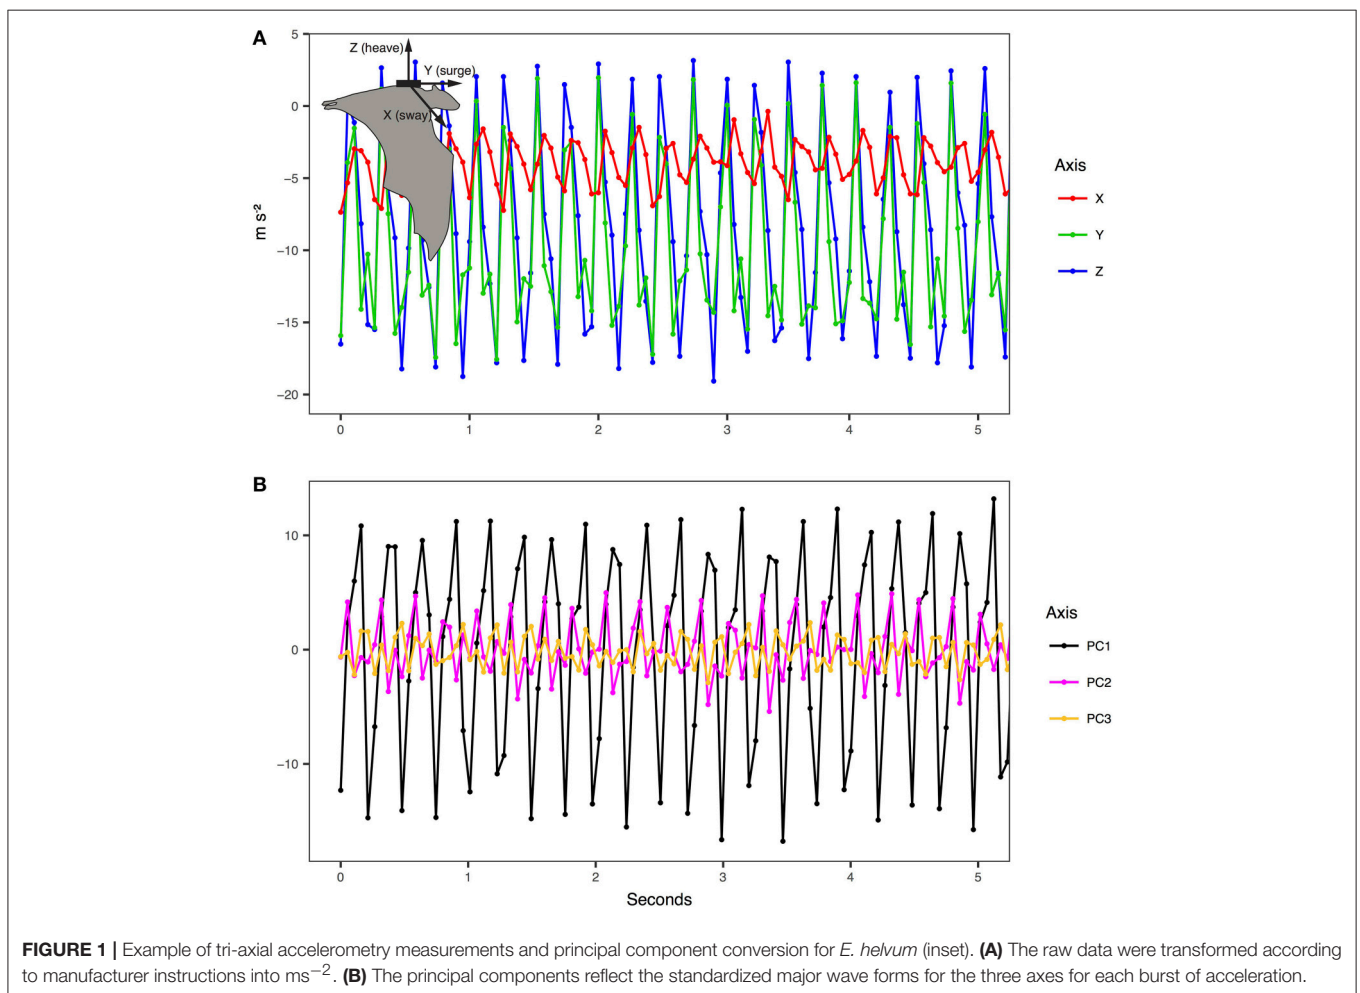 A
Z (heave)
Y (surge)
X (sway)
5
0
−5
−10
−15
−20
m s⁻²
0 1 2 3 4 5
Axis
X
Y
Z
B
10
0
−10
0 1 2 3 4 5
Seconds
Axis
PC1
PC2
PC3
FIGURE 1 | Example of tri-axial accelerometry measurements and principal component conversion for E. helvum (inset). (A) The raw data were transformed according
to manufacturer instructions into ms⁻². (B) The principal components reflect the standardized major wave forms for the three axes for each burst of acceleration.